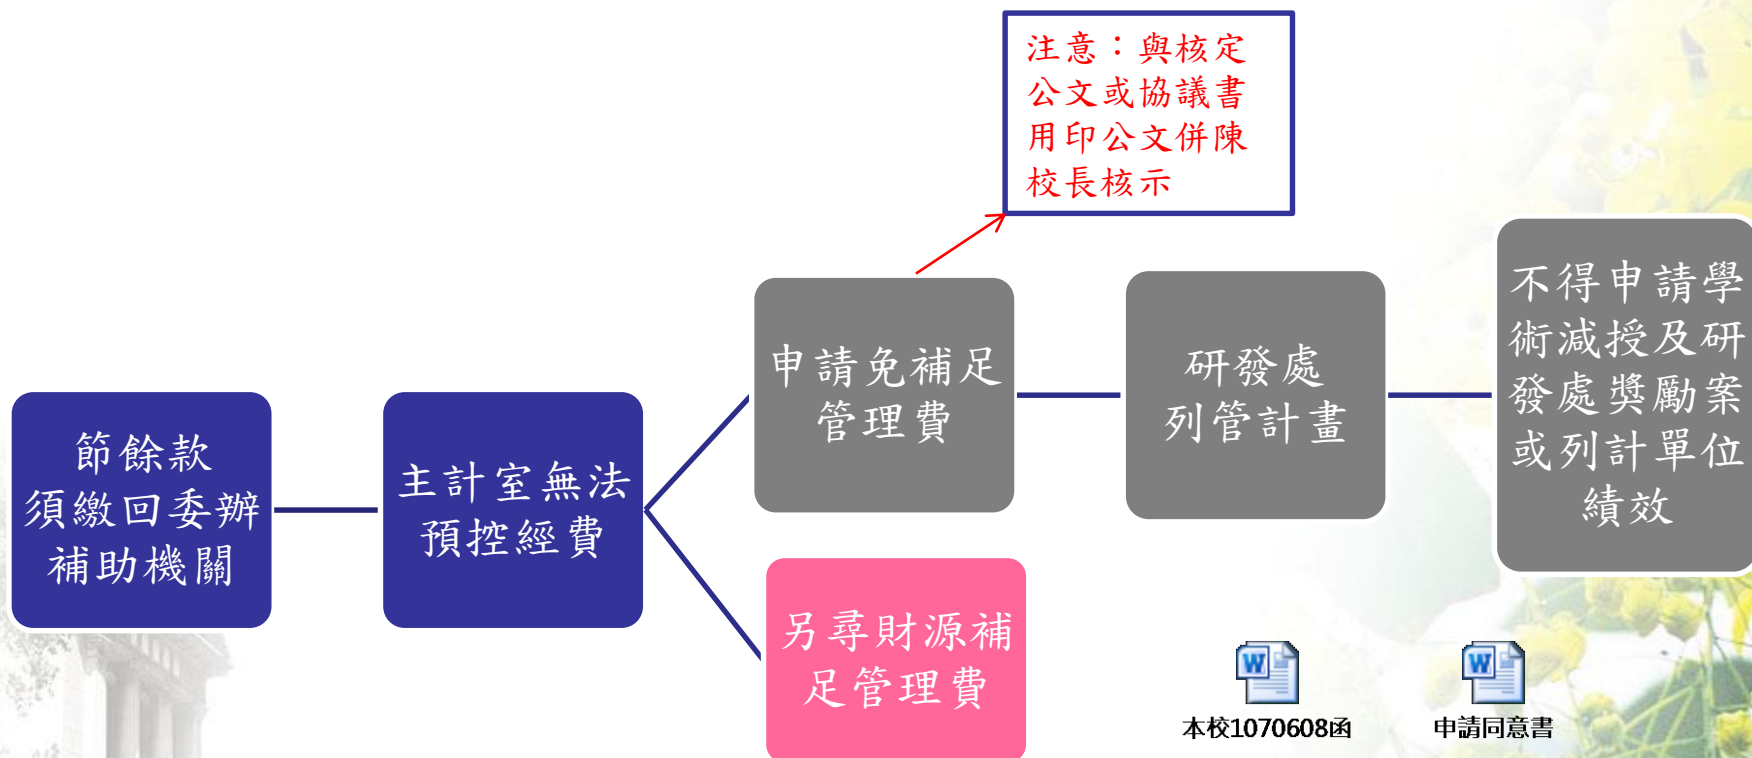 注意：與核定
公文或協議書
用印公文併陳
校長核示
節餘款
須繳回委辦
補助機關
主計室無法
預控經費
申請免補足
管理費
研發處
列管計畫
不得申請學
術減授及研
發處獎勵案
或列計單位
績效
另尋財源補
足管理費
本校1070608函
申請同意書